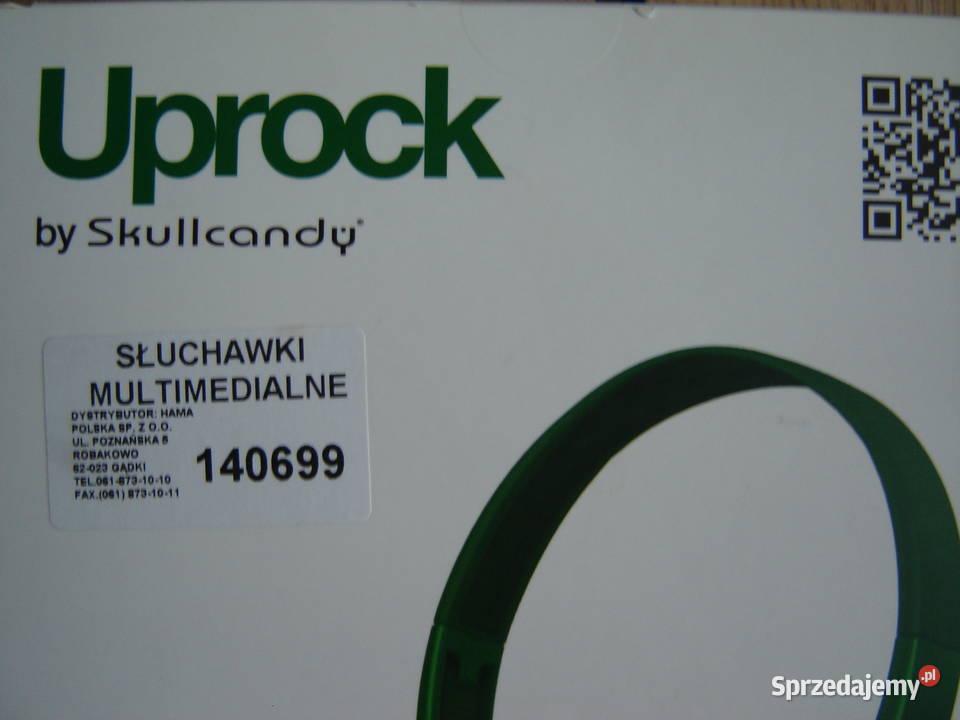 Uprock
by Skullcandy®
SŁUCHAWKI
MULTIMEDIALNE
DYSTRYBUTOR: HAMA
POLSKA SP. Z O.O.
UL. POZNAŃSKA 5
ROBAKOWO
62-023 GĄDKI
TEL.061-873-10-10
FAX.(061) 873-10-11
140699
Sprzedajemy.pl